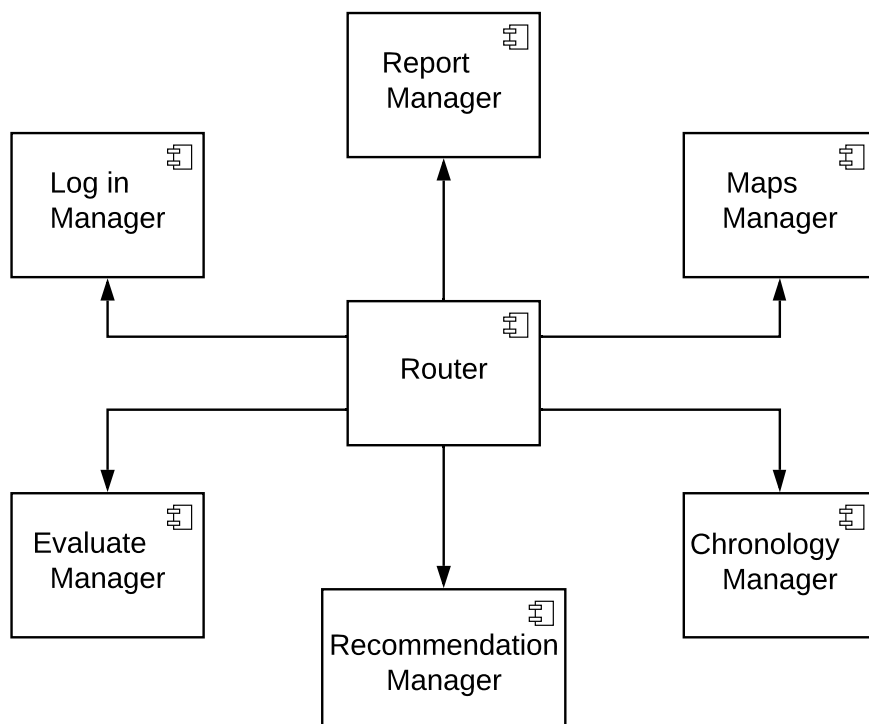 Report
Manager
Log in
Manager
Maps
Manager
Router
Evaluate
Manager
Chronology
Manager
Recommendation
Manager